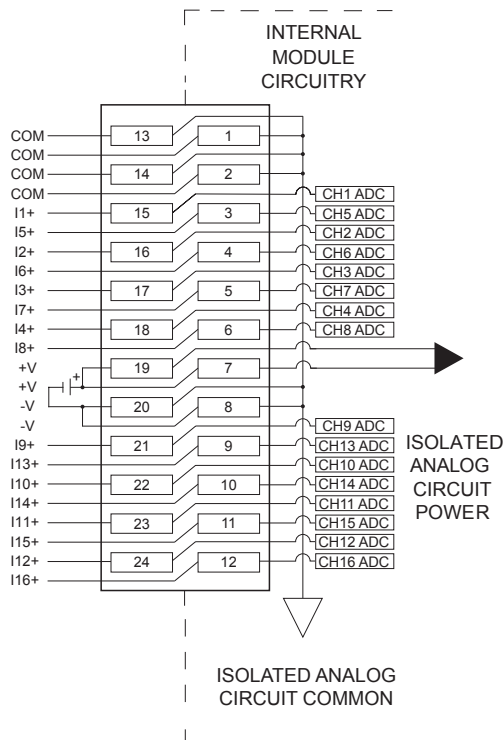 INTERNAL
MODULE
CIRCUITRY
COM
13
1
COM
COM
14
2
COM
CH1 ADC
I1+
15
3
CH5 ADC
I5+
CH2 ADC
I2+
16
4
CH6 ADC
I6+
CH3 ADC
I3+
17
5
CH7 ADC
I7+
CH4 ADC
I4+
18
6
CH8 ADC
I8+
+V
19
7
+V
+
-V
20
8
-V
CH9 ADC
I9+
21
9
CH13 ADC
I13+
CH10 ADC
I10+
22
10
CH14 ADC
I14+
CH11 ADC
I11+
23
11
CH15 ADC
I15+
CH12 ADC
I12+
24
12
CH16 ADC
I16+
ISOLATED
ANALOG
CIRCUIT
POWER
ISOLATED ANALOG
CIRCUIT COMMON